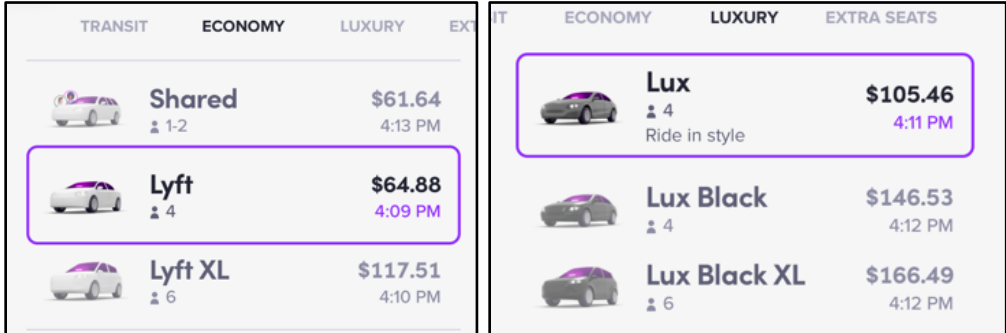 TRANSIT ECONOMY LUXURY EXT
Shared $61.64
1-2 4:13 PM
Lyft $64.88
4 4:09 PM
Lyft XL $117.51
6 4:10 PM
IT ECONOMY LUXURY EXTRA SEATS
Lux $105.46
4 4:11 PM
Ride in style
Lux Black $146.53
4 4:12 PM
Lux Black XL $166.49
6 4:12 PM